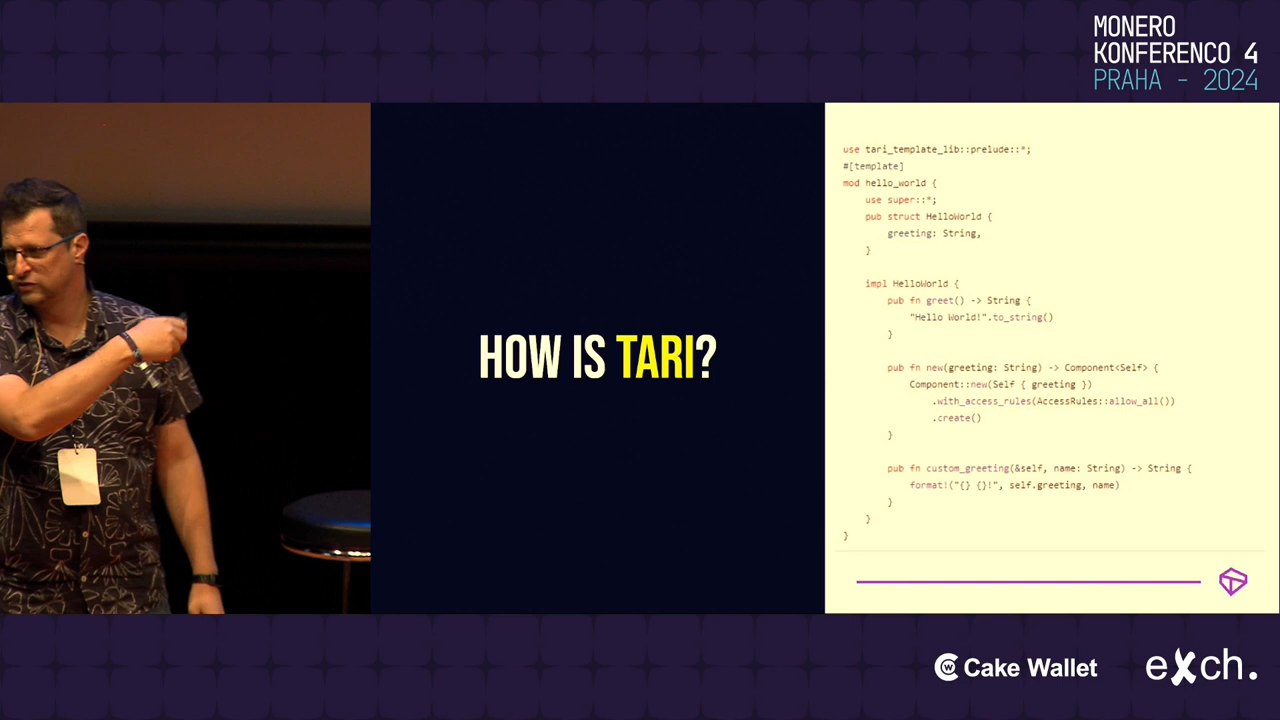 MONERO
KONFERENCO 4
PRAHA - 2024
HOW IS TARI?
use tari_template_lib::prelude::*;
#[template]
mod hello_world {
    use super::*;
    pub struct HelloWorld {
        greeting: String,
    }

    impl HelloWorld {
        pub fn greet() -> String {
            "Hello World!".to_string()
        }

        pub fn new(greeting: String) -> Component<Self> {
            Component::new(Self { greeting })
                .with_access_rules(AccessRules::allow_all())
                .create()
        }

        pub fn custom_greeting(&self, name: String) -> String {
            format!("{} {}!", self.greeting, name)
        }
    }
}
Cake Wallet
eXch.